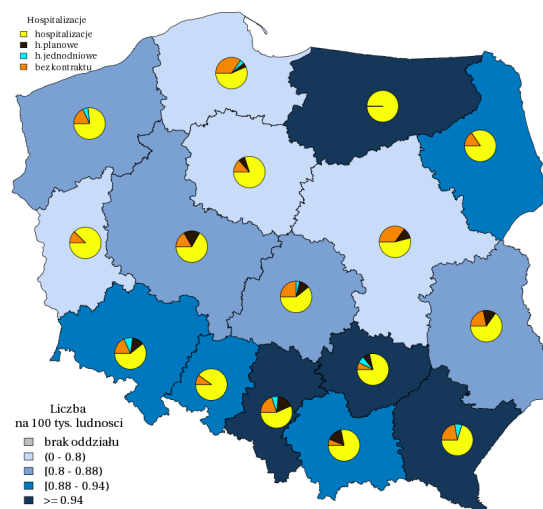 Hospitalizacje
hospitalizacje
h.planowe
h.jednodniowe
bez kontraktu
Liczba
na 100 tys. ludnosci
brak oddziału
(0 - 0.8)
[0.8 - 0.88)
[0.88 - 0.94)
>= 0.94